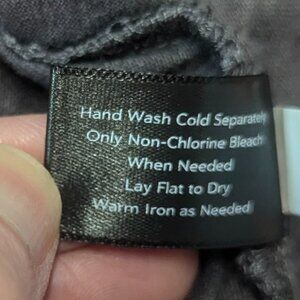 Hand Wash Cold Separately
Only Non-Chlorine Bleach
When Needed
Lay Flat to Dry
Warm Iron as Needed